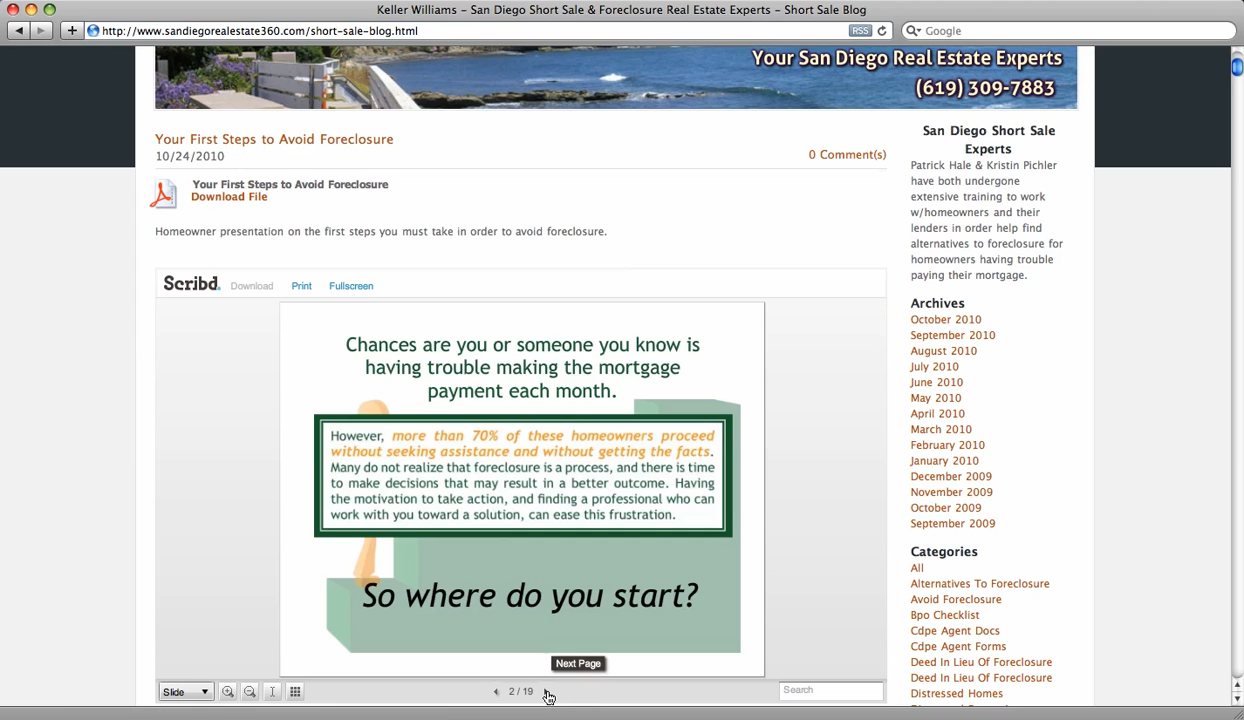 Keller Williams – San Diego Short Sale & Foreclosure Real Estate Experts – Short Sale Blog
http://www.sandiegorealestate360.com/short-sale-blog.html
RSS
Google
Your San Diego Real Estate Experts
(619) 309-7883
Your First Steps to Avoid Foreclosure
10/24/2010
0 Comment(s)
Your First Steps to Avoid Foreclosure
Download File
Homeowner presentation on the first steps you must take in order to avoid foreclosure.
Scribd.
Download
Print
Fullscreen
Chances are you or someone you know is
having trouble making the mortgage
payment each month.
However, more than 70% of these homeowners proceed
without seeking assistance and without getting the facts.
Many do not realize that foreclosure is a process, and there is time
to make decisions that may result in a better outcome. Having
the motivation to take action, and finding a professional who can
work with you toward a solution, can ease this frustration.
So where do you start?
Next Page
Slide
2 / 19
Search
San Diego Short Sale
Experts
Patrick Hale & Kristin Pichler
have both undergone
extensive training to work
w/homeowners and their
lenders in order help find
alternatives to foreclosure for
homeowners having trouble
paying their mortgage.
Archives
October 2010
September 2010
August 2010
July 2010
June 2010
May 2010
April 2010
March 2010
February 2010
January 2010
December 2009
November 2009
October 2009
September 2009
Categories
All
Alternatives To Foreclosure
Avoid Foreclosure
Bpo Checklist
Cdpe Agent Docs
Cdpe Agent Forms
Deed In Lieu Of Foreclosure
Deed In Lieu Of Foreclosure
Distressed Homes